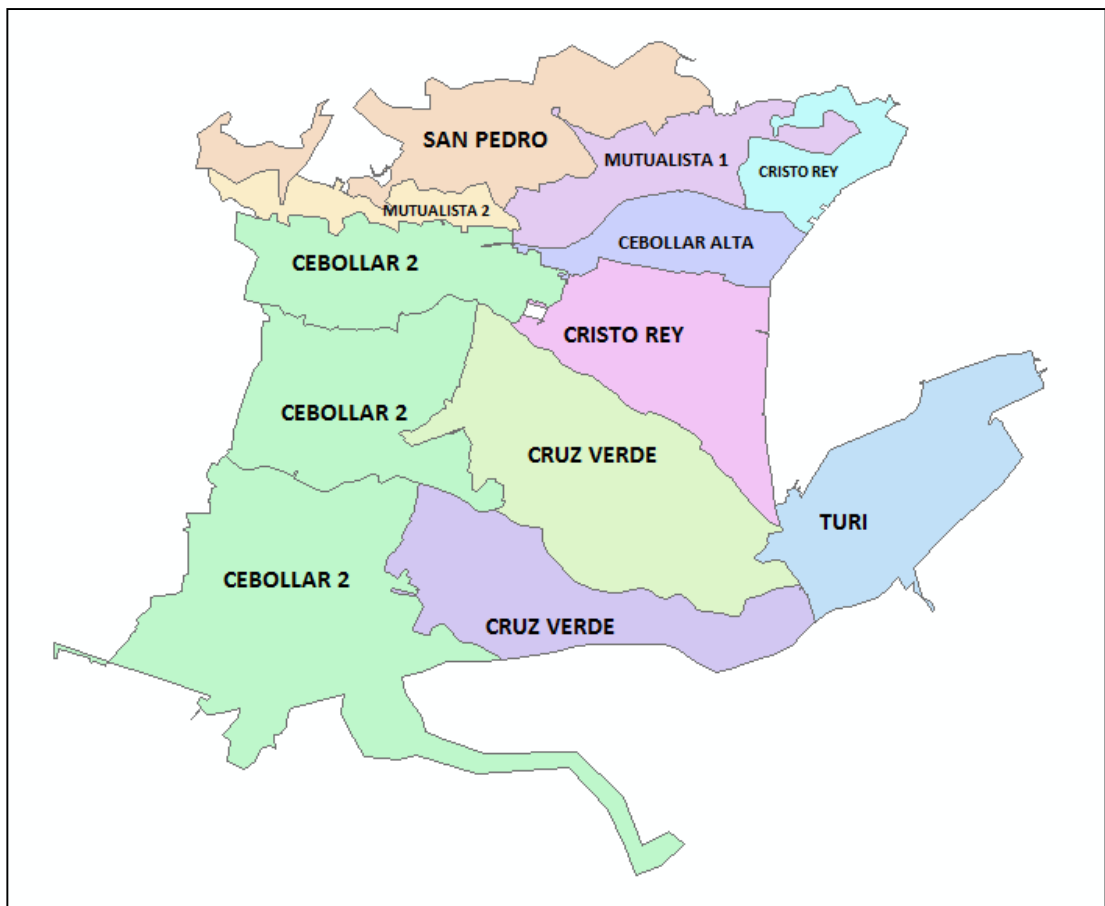 SAN PEDRO
MUTUALISTA 1
CRISTO REY
MUTUALISTA 2
CEBOLLAR ALTA
CEBOLLAR 2
CRISTO REY
CEBOLLAR 2
CRUZ VERDE
TURI
CEBOLLAR 2
CRUZ VERDE